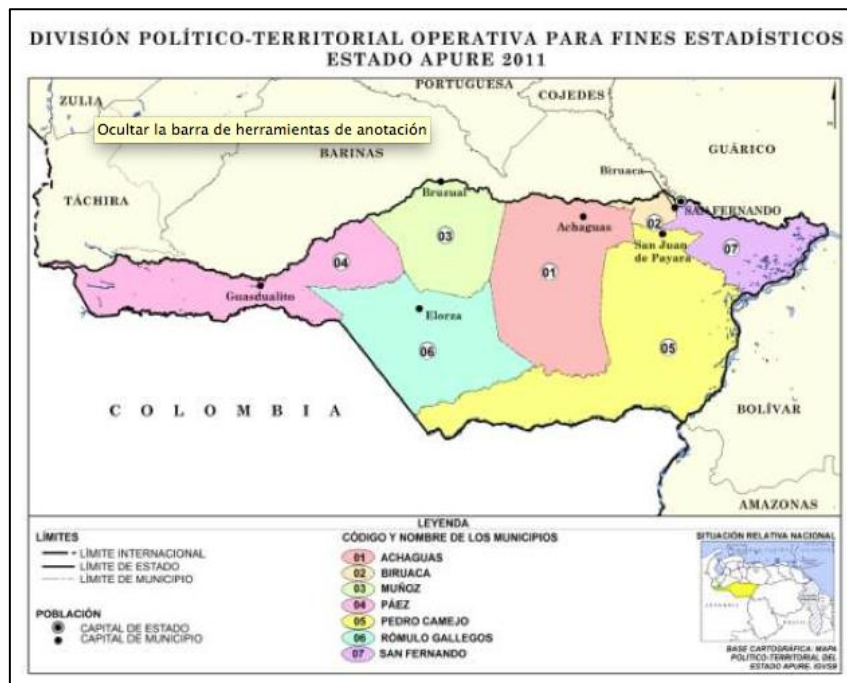 DIVISIÓN POLÍTICO-TERRITORIAL OPERATIVA PARA FINES ESTADÍSTICOS
ESTADO APURE 2011
PORTUGUESA
ZULIA
COJEDES
Ocultar la barra de herramientas de anotación
GUÁRICO
BARINAS
Biruaca
TÁCHIRA
Bruzual
SAN FERNANDO
Achaguas
02
03
San Juan
de Payara
07
04
01
Guasdualito
Elorza
06
05
COLOMBIA
BOLÍVAR
AMAZONAS
LEYENDA
LÍMITES
LÍMITE INTERNACIONAL
LÍMITE DE ESTADO
LÍMITE DE MUNICIPIO
POBLACIÓN
CAPITAL DE ESTADO
CAPITAL DE MUNICIPIO
CÓDIGO Y NOMBRE DE LOS MUNICIPIOS
01 ACHAGUAS
02 BIRUACA
03 MUÑOZ
04 PÁEZ
05 PEDRO CAMEJO
06 RÓMULO GALLEGOS
07 SAN FERNANDO
SITUACIÓN RELATIVA NACIONAL
BASE CARTOGRÁFICA: MAPA
POLÍTICO-TERRITORIAL DEL
ESTADO APURE. IGVSB